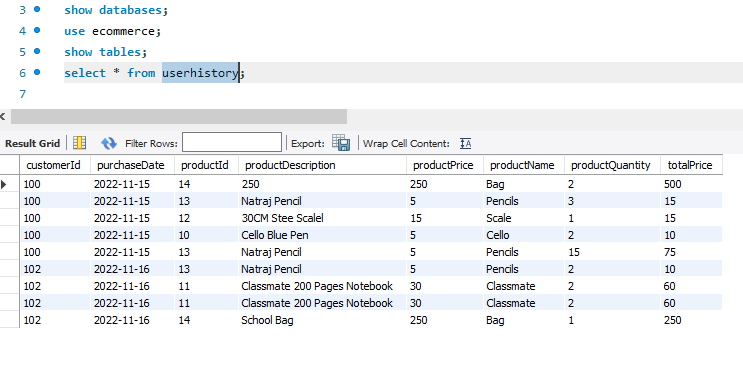 3 show databases;
4 use ecommerce;
5 show tables;
6 select * from userhistory;
7
Result Grid Filter Rows: Export: Wrap Cell Content: IA
customerId purchaseDate productId productDescription productPrice productName productQuantity totalPrice
100 2022-11-15 14 250 250 Bag 2 500
100 2022-11-15 13 Natraj Pencil 5 Pencils 3 15
100 2022-11-15 12 30CM Stee Scalel 15 Scale 1 15
100 2022-11-15 10 Cello Blue Pen 5 Cello 2 10
100 2022-11-15 13 Natraj Pencil 5 Pencils 15 75
102 2022-11-16 13 Natraj Pencil 5 Pencils 2 10
102 2022-11-16 11 Classmate 200 Pages Notebook 30 Classmate 2 60
102 2022-11-16 11 Classmate 200 Pages Notebook 30 Classmate 2 60
102 2022-11-16 14 School Bag 250 Bag 1 250